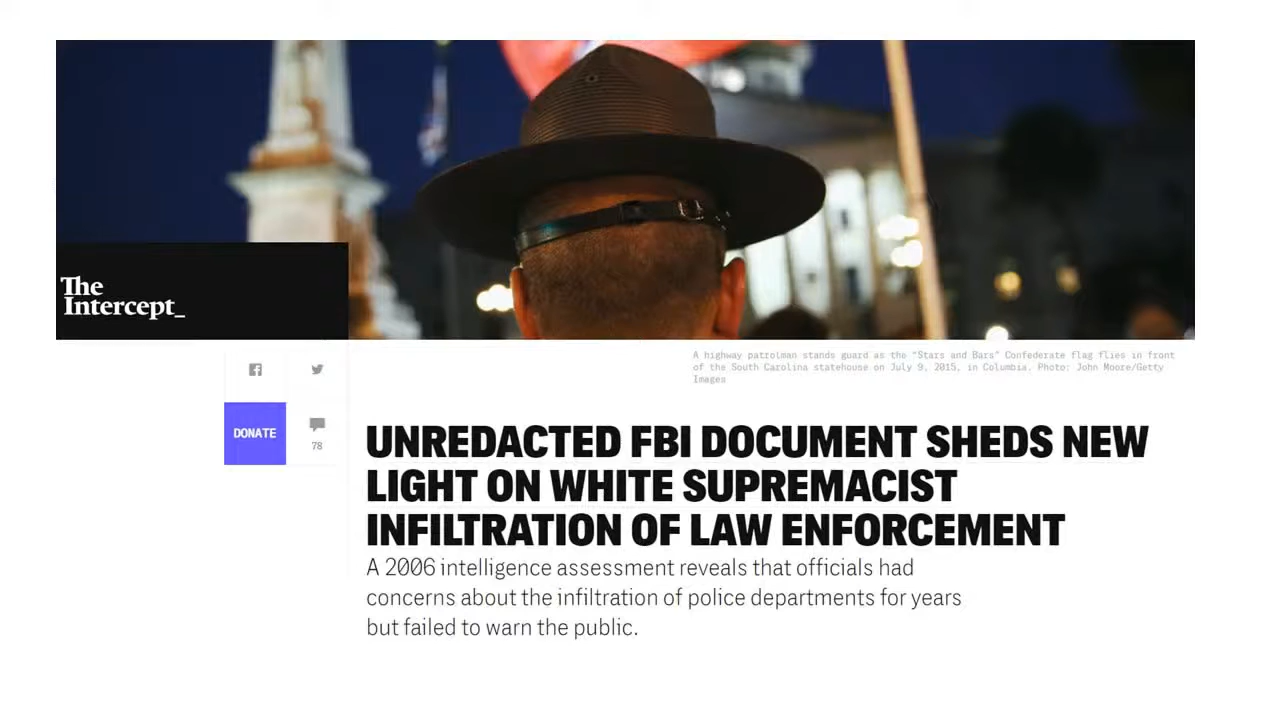 The
Intercept_
A highway patrolman stands guard as the "Stars and Bars" Confederate flag flies in front
of the South Carolina statehouse on July 9, 2015, in Columbia. Photo: John Moore/Getty
Images
DONATE
78
UNREDACTED FBI DOCUMENT SHEDS NEW
LIGHT ON WHITE SUPREMACIST
INFILTRATION OF LAW ENFORCEMENT
A 2006 intelligence assessment reveals that officials had
concerns about the infiltration of police departments for years
but failed to warn the public.